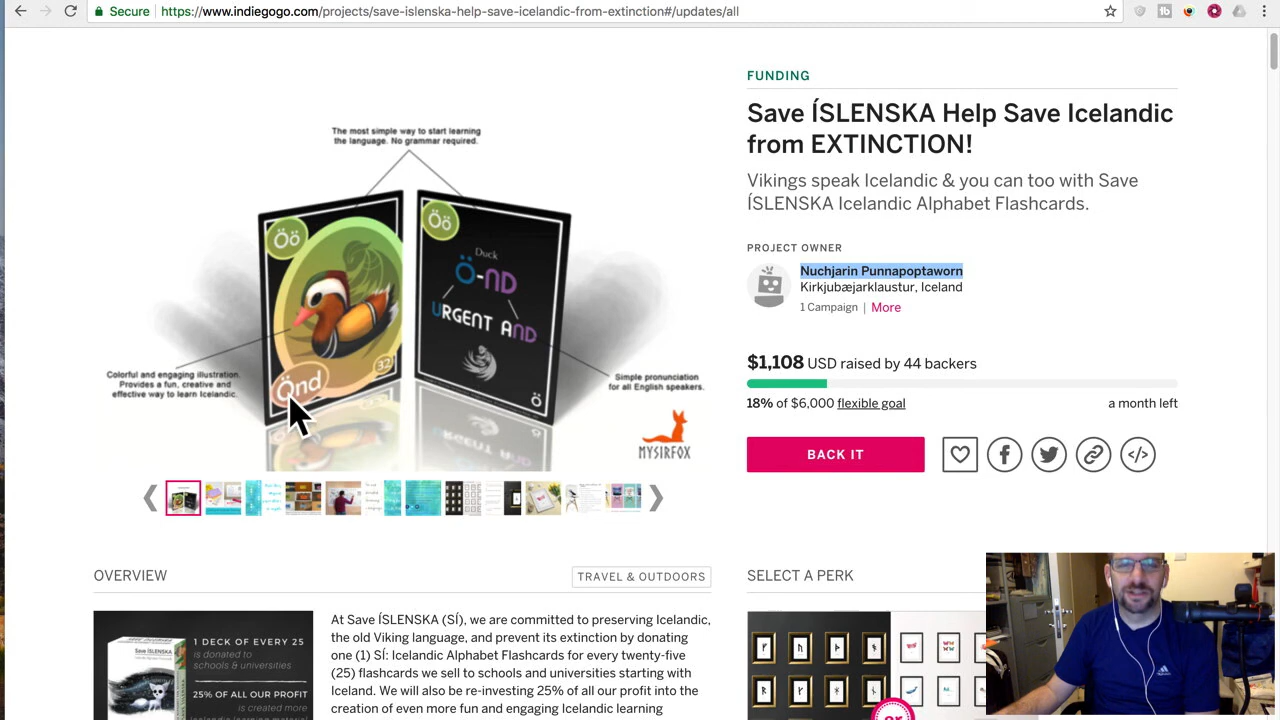 Secure https://www.indiegogo.com/projects/save-islenska-help-save-icelandic-from-extinction#/updates/all
FUNDING
Save ÍSLENSKA Help Save Icelandic
from EXTINCTION!
Vikings speak Icelandic & you can too with Save
ÍSLENSKA Icelandic Alphabet Flashcards.
PROJECT OWNER
Nuchjarin Punnapoptaworn
Kirkjubæjarklaustur, Iceland
1 Campaign | More
$1,108 USD raised by 44 backers
18% of $6,000 flexible goal
a month left
BACK IT
The most simple way to start learning
the language. No grammar required.
Öö
Önd
32
Öö
Duck
Ö-ND
URGENT AND
Ö
Colorful and engaging illustration.
Provides a fun, creative and
effective way to learn Icelandic.
Simple pronunciation
for all English speakers.
MYSIRFOX
OVERVIEW
TRAVEL & OUTDOORS
1 DECK OF EVERY 25
is donated to
schools & universities
25% OF ALL OUR PROFIT
is created more
Save ÍSLENSKA
At Save ÍSLENSKA (SÍ), we are committed to preserving Icelandic,
the old Viking language, and prevent its extinction by donating
one (1) SÍ: Icelandic Alphabet Flashcards for every twenty-five
(25) flashcards we sell to schools and universities starting with
Iceland. We will also be re-investing 25% of all our profit into the
creation of even more fun and engaging Icelandic learning
SELECT A PERK
or
adidas